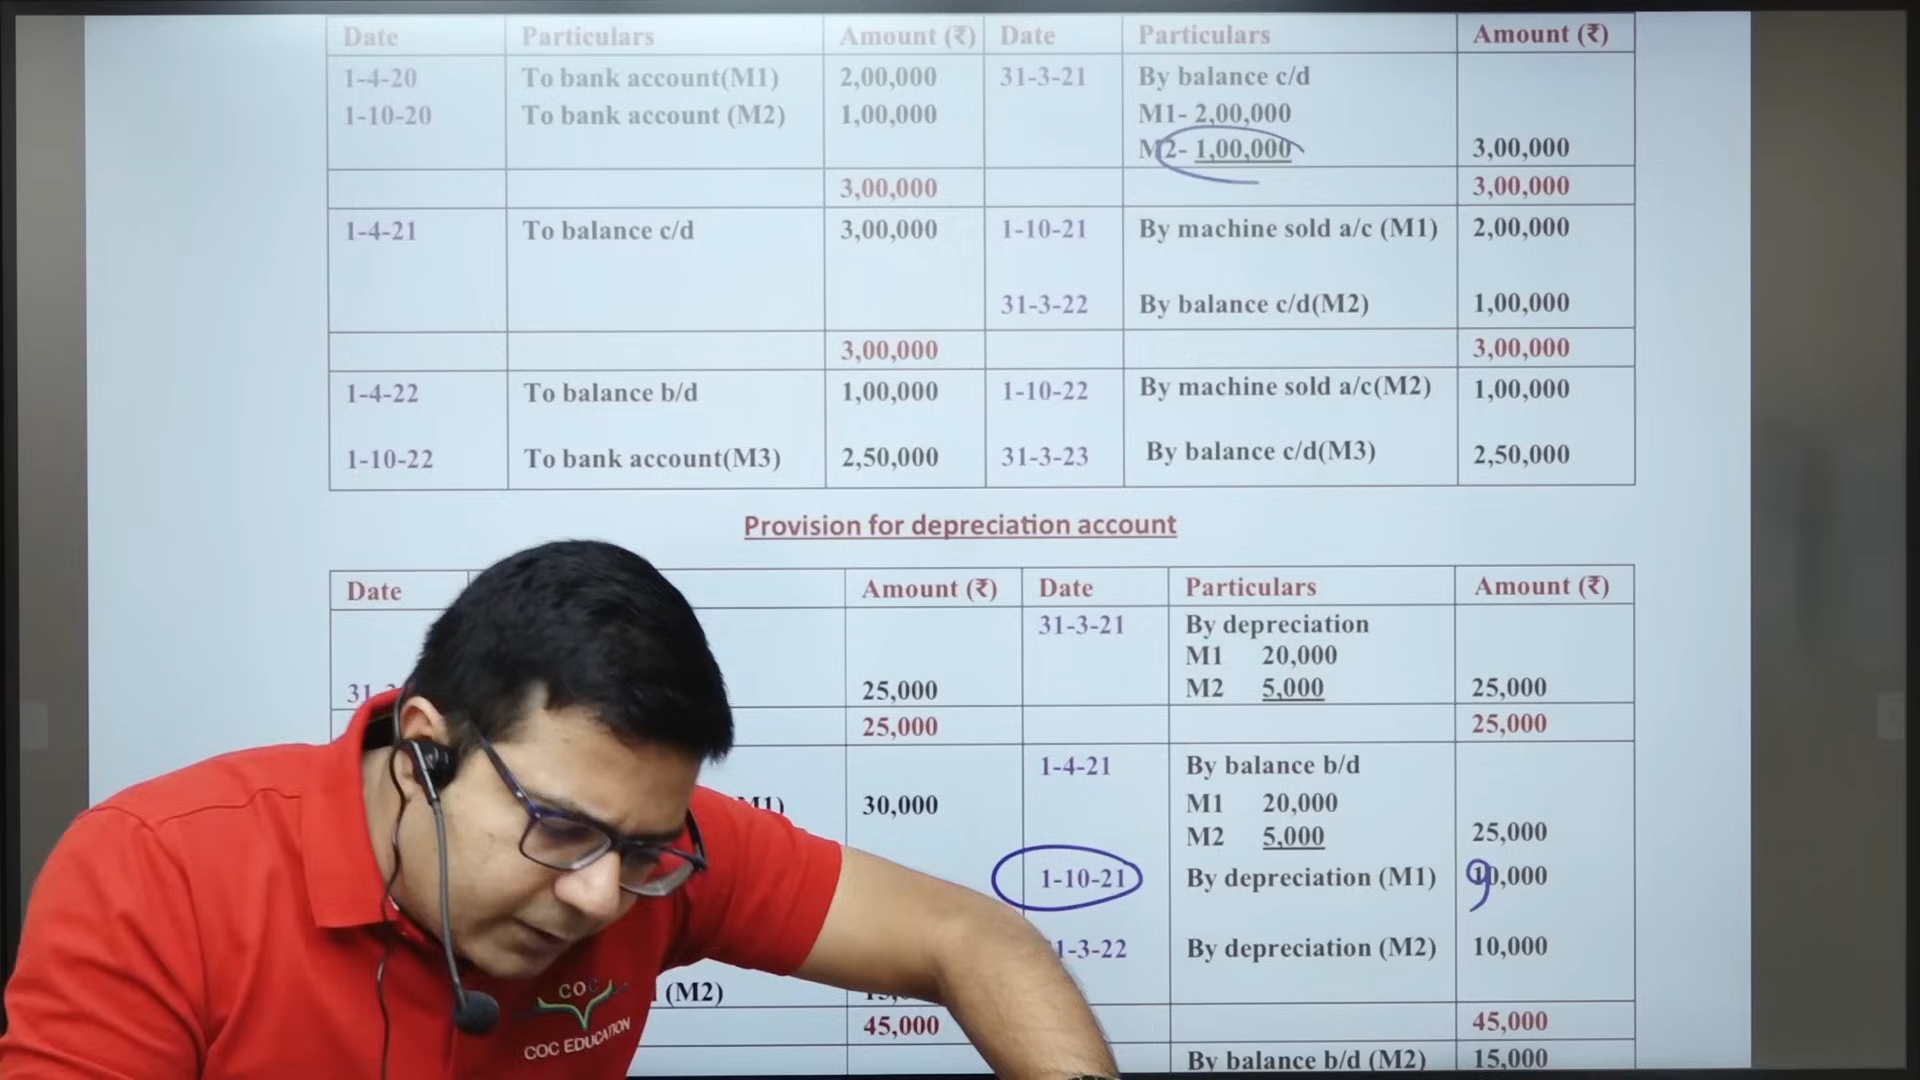 Date Particulars Amount (₹) Date Particulars Amount (₹)
1-4-20 To bank account(M1) 2,00,000 31-3-21 By balance c/d
1-10-20 To bank account (M2) 1,00,000 M1- 2,00,000
M2- 1,00,000 3,00,000
3,00,000 3,00,000
1-4-21 To balance c/d 3,00,000 1-10-21 By machine sold a/c (M1) 2,00,000
31-3-22 By balance c/d(M2) 1,00,000
3,00,000 3,00,000
1-4-22 To balance b/d 1,00,000 1-10-22 By machine sold a/c(M2) 1,00,000
1-10-22 To bank account(M3) 2,50,000 31-3-23 By balance c/d(M3) 2,50,000
Provision for depreciation account
Date Amount (₹) Date Particulars Amount (₹)
31-3-21 By depreciation
M1 20,000
25,000 M2 5,000 25,000
25,000 25,000
1-4-21 By balance b/d
30,000 M1 20,000
M2 5,000 25,000
1-10-21 By depreciation (M1) 10,000
9
1-3-22 By depreciation (M2) 10,000
(M2)
45,000 45,000
By balance b/d (M2) 15,000
COC EDUCATION